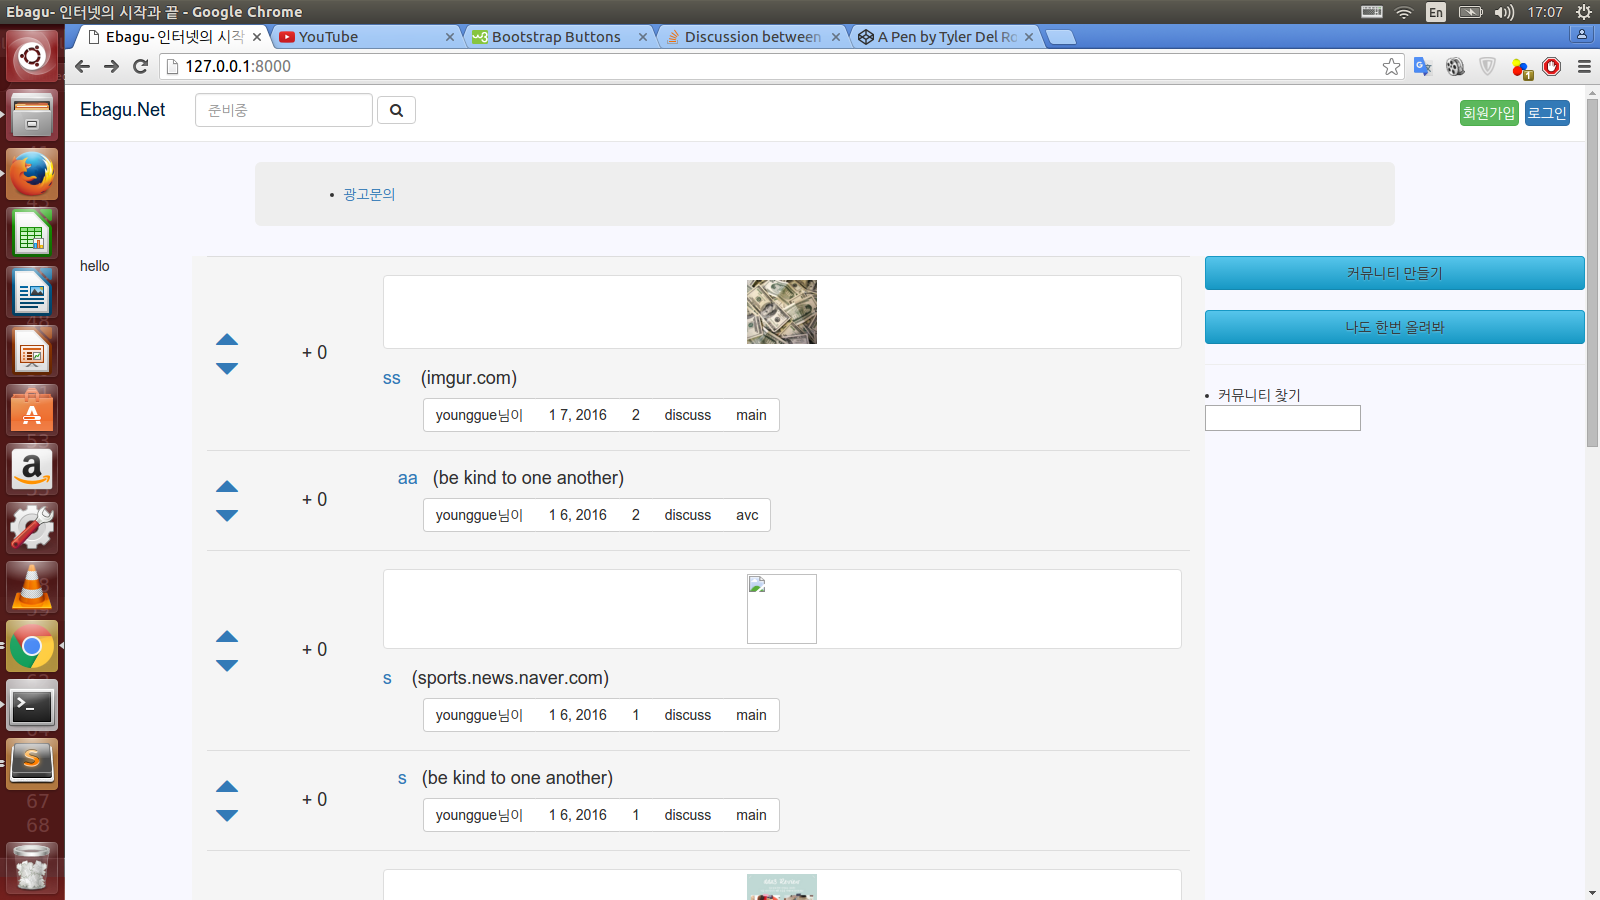 Ebagu- 인터넷의 시작과 끝 - Google Chrome
En
17:07
Ebagu- 인터넷의 시작
YouTube
Bootstrap Buttons
Discussion between
A Pen by Tyler Del Ro
127.0.0.1:8000
1
Ebagu.Net
준비중
회원가입
로그인
광고문의
hello
+ 0
ss (imgur.com)
younggue님이 1 7, 2016 2 discuss main
+ 0
aa (be kind to one another)
younggue님이 1 6, 2016 2 discuss avc
+ 0
s (sports.news.naver.com)
younggue님이 1 6, 2016 1 discuss main
+ 0
s (be kind to one another)
younggue님이 1 6, 2016 1 discuss main
커뮤니티 만들기
나도 한번 올려봐
커뮤니티 찾기
67
68